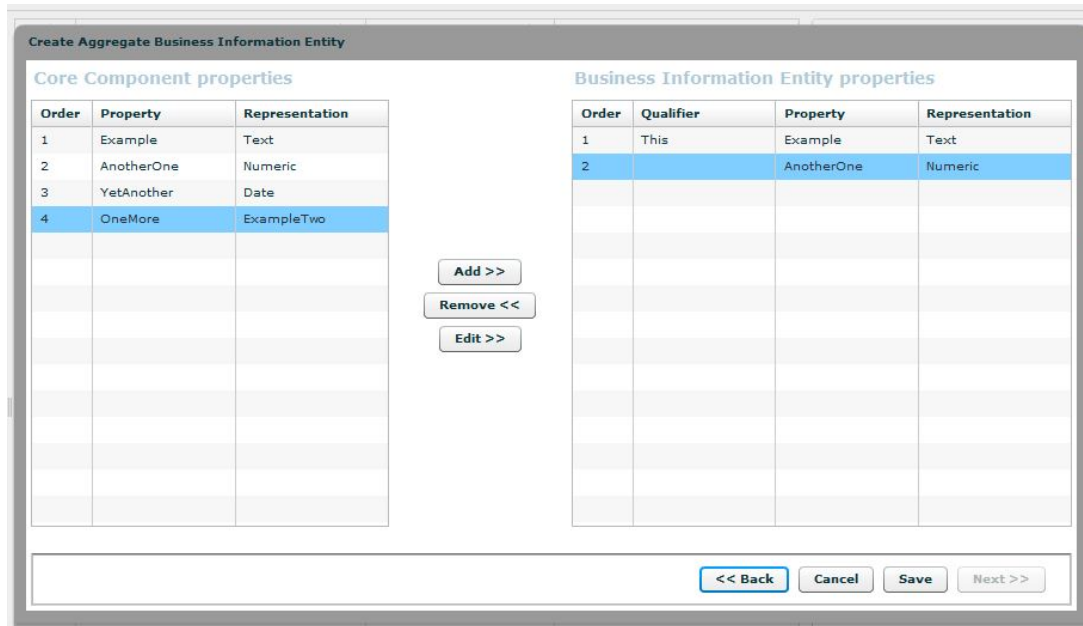 Create Aggregate Business Information Entity
Core Component properties
Order Property Representation
1 Example Text
2 AnotherOne Numeric
3 YetAnother Date
4 OneMore ExampleTwo
Add >>
Remove <<
Edit >>
Business Information Entity properties
Order Qualifier Property Representation
1 This Example Text
2 AnotherOne Numeric
<< Back Cancel Save Next >>